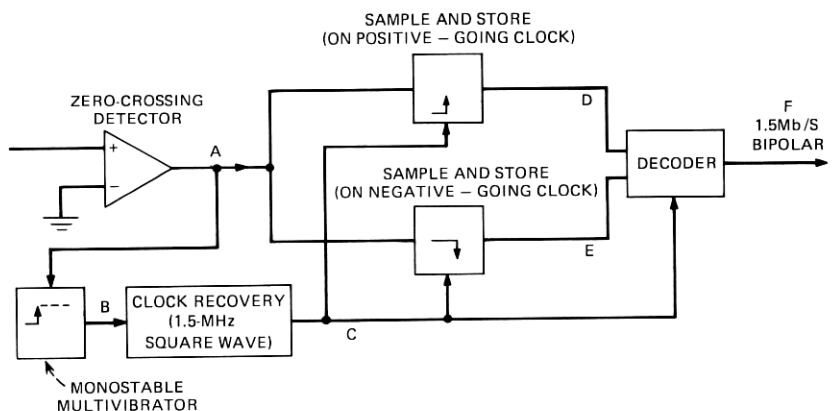 SAMPLE AND STORE
(ON POSITIVE – GOING CLOCK)
ZERO-CROSSING
DETECTOR
A
+
−
D
F
1.5Mb/S
BIPOLAR
DECODER
SAMPLE AND STORE
(ON NEGATIVE – GOING CLOCK)
E
B
CLOCK RECOVERY
(1.5-MHz
SQUARE WAVE)
C
MONOSTABLE
MULTIVIBRATOR